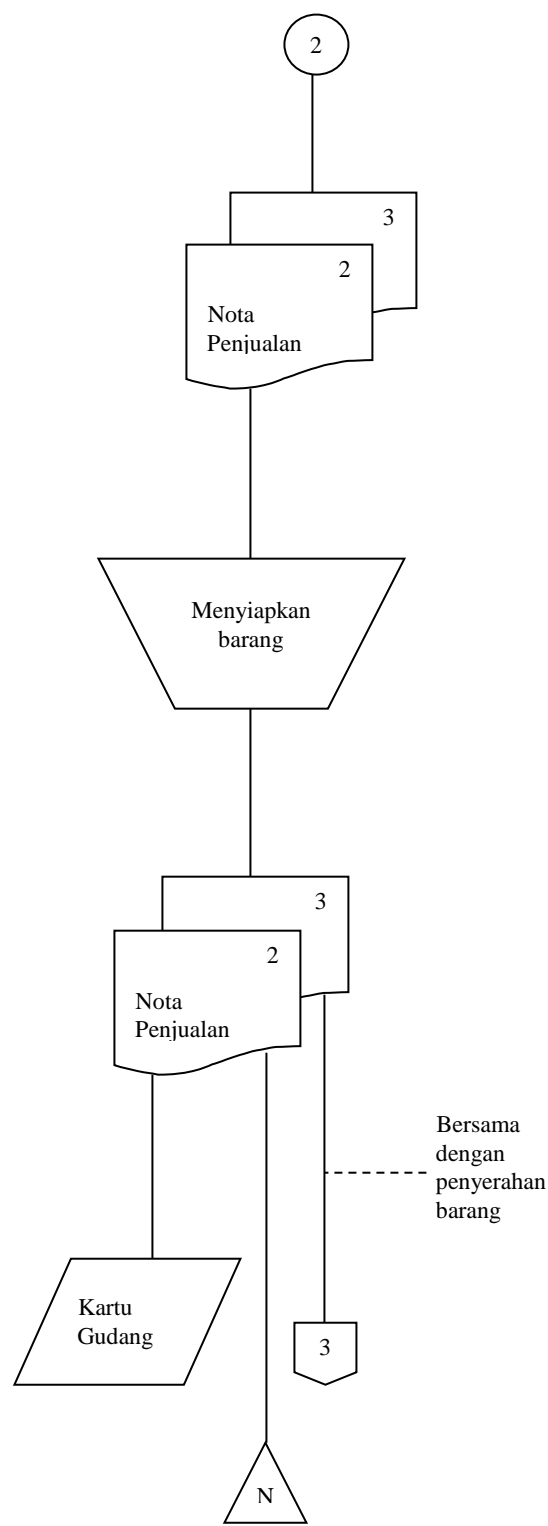 2
3
2
Nota
Penjualan
Menyiapkan
barang
3
2
Nota
Penjualan
Bersama
dengan
penyerahan
barang
Kartu
Gudang
3
N